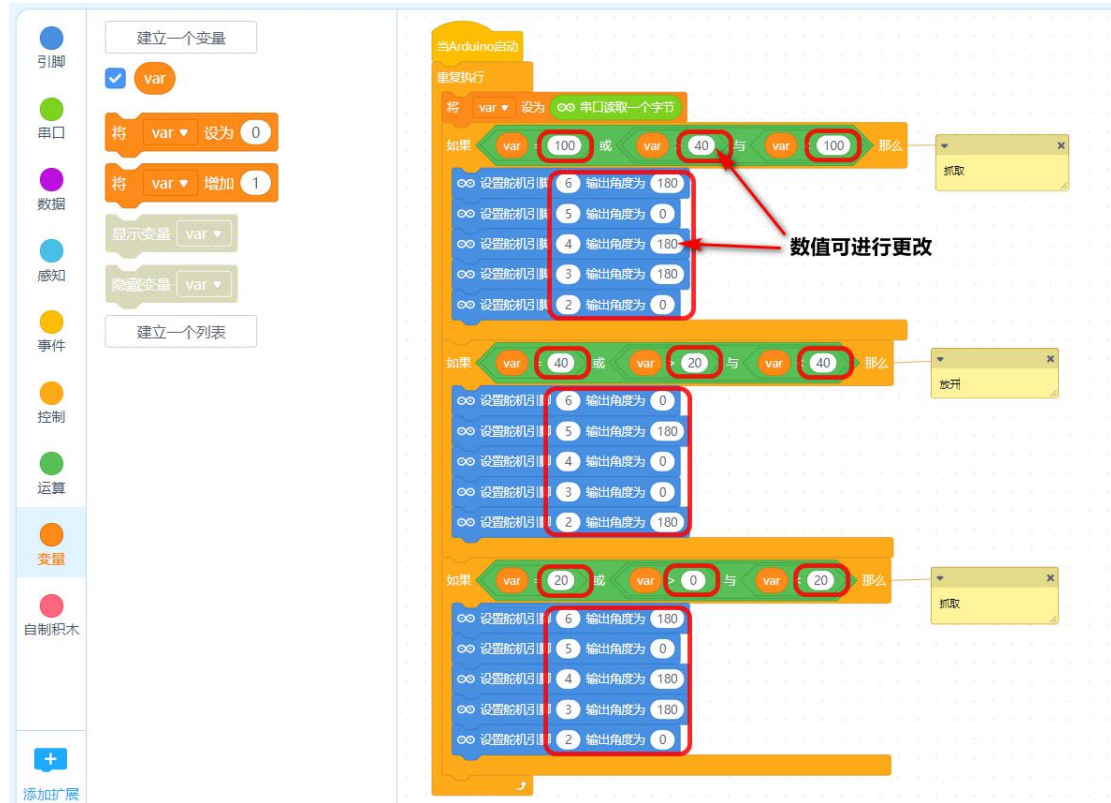 引脚
串口
数据
感知
事件
控制
运算
变量
自制积木
添加扩展
建立一个变量
var
将 var 设为 0
将 var 增加 1
显示变量 var
隐藏变量 var
建立一个列表
当Arduino启动
重复执行
将 var 设为 串口读取一个字节
如果 var = 100 或 var 40 与 var 100 那么
抓取
设置舵机引脚 6 输出角度为 180
设置舵机引脚 5 输出角度为 0
设置舵机引脚 4 输出角度为 180
设置舵机引脚 3 输出角度为 180
设置舵机引脚 2 输出角度为 0
数值可进行更改
如果 var = 40 或 var > 20 与 var 40 那么
放开
设置舵机引脚 6 输出角度为 0
设置舵机引脚 5 输出角度为 180
设置舵机引脚 4 输出角度为 0
设置舵机引脚 3 输出角度为 0
设置舵机引脚 2 输出角度为 180
如果 var = 20 或 var > 0 与 var < 20 那么
抓取
设置舵机引脚 6 输出角度为 180
设置舵机引脚 5 输出角度为 0
设置舵机引脚 4 输出角度为 180
设置舵机引脚 3 输出角度为 180
设置舵机引脚 2 输出角度为 0